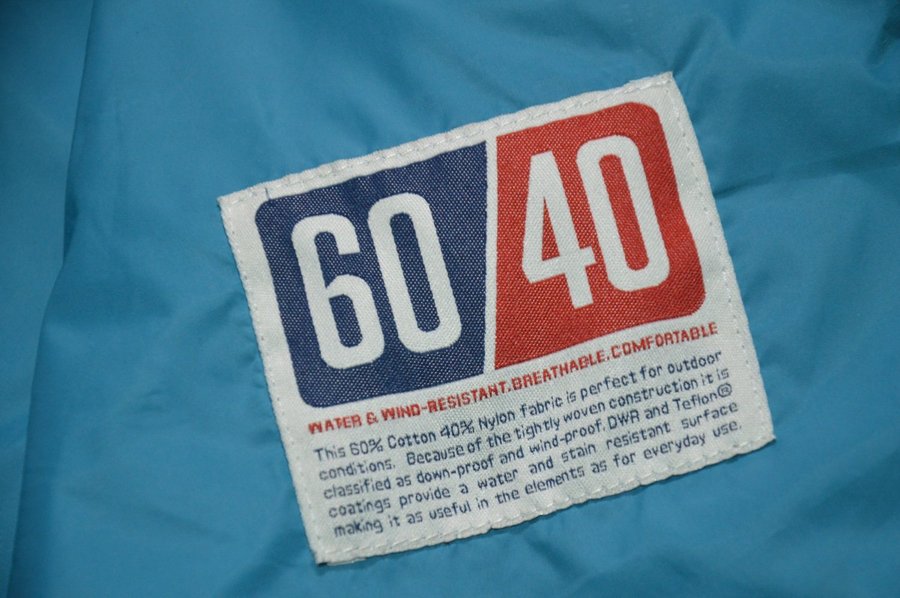 60 40
WATER & WIND-RESISTANT.BREATHABLE.COMFORTABLE
This 60% Cotton 40% Nylon fabric is perfect for outdoor
conditions. Because of the tightly woven construction it is
classified as down-proof and wind-proof. DWR and Teflon®
coatings provide a water and stain resistant surface
making it as useful in the elements as for everyday use.